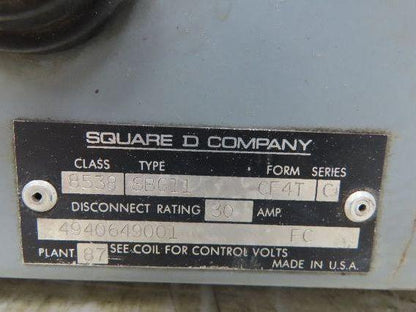 SQUARE D COMPANY
CLASS TYPE FORM SERIES
8538 SBG11 CF4T C
DISCONNECT RATING 30 AMP.
4940649001 FC
SEE COIL FOR CONTROL VOLTS
PLANT 87 MADE IN U.S.A.